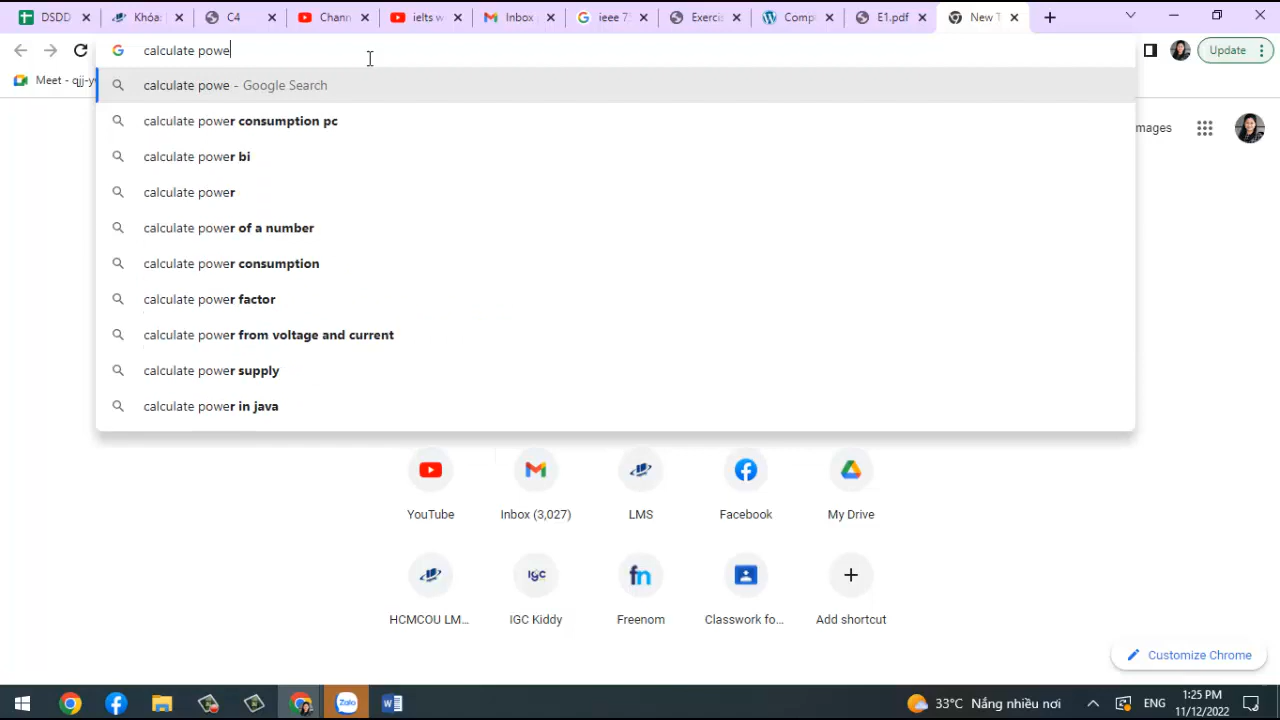 DSDD
Khóa:
C4
Chann
ielts w
Inbox
ieee 7
Exerci
Comp
E1.pdf
New T
calculate powe
Update
Meet - qjj-y
calculate powe - Google Search
calculate power consumption pc
mages
calculate power bi
calculate power
calculate power of a number
calculate power consumption
calculate power factor
calculate power from voltage and current
calculate power supply
calculate power in java
YouTube
Inbox (3,027)
LMS
Facebook
My Drive
IGC
fn
HCMCOU LM...
IGC Kiddy
Freenom
Classwork fo...
Add shortcut
Customize Chrome
Zalo
33°C Nắng nhiều nơi
ENG
1:25 PM
11/12/2022